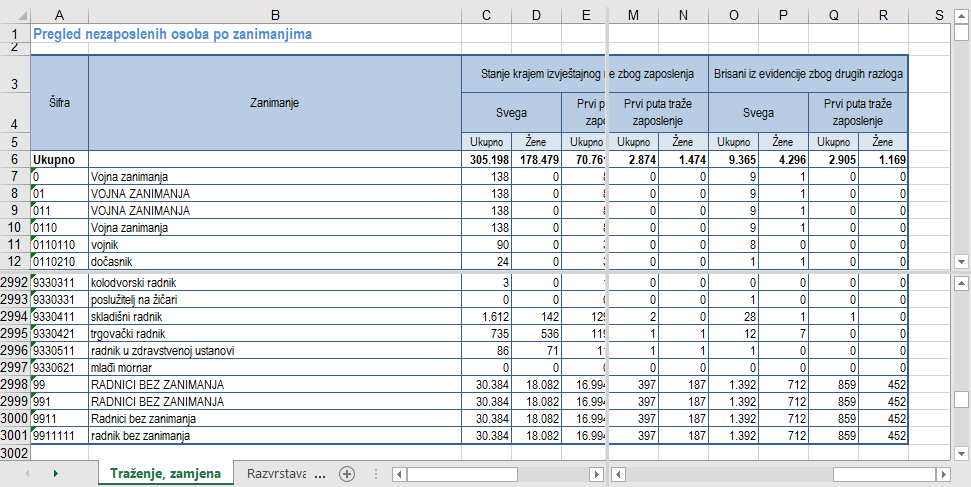 A B C D E M N O P Q R S
1 Pregled nezaposlenih osoba po zanimanjima
2
3 Šifra Zanimanje Stanje krajem izvještajnog e zbog zaposlenja Brisani iz evidencije zbog drugih razloga
4 Svega Prvi p zapo Prvi puta traže zaposlenje Svega Prvi puta traže zaposlenje
5 Ukupno Žene Ukupno Ukupno Žene Ukupno Žene Ukupno Žene
6 Ukupno 305.198 178.479 70.76 2.874 1.474 9.365 4.296 2.905 1.169
7 0 Vojna zanimanja 138 0 0 0 9 1 0 0
8 01 VOJNA ZANIMANJA 138 0 0 0 9 1 0 0
9 011 VOJNA ZANIMANJA 138 0 0 0 9 1 0 0
10 0110 Vojna zanimanja 138 0 0 0 9 1 0 0
11 0110110 vojnik 90 0 0 0 8 0 0 0
12 0110210 dočasnik 24 0 0 0 1 1 0 0
2992 9330311 kolodvorski radnik 3 0 0 0 0 0 0 0
2993 9330331 poslužitelj na žičari 0 0 0 0 1 0 0 0
2994 9330411 skladišni radnik 1.612 142 129 2 0 28 1 1 0
2995 9330421 trgovački radnik 735 536 119 1 1 12 7 0 0
2996 9330511 radnik u zdravstvenoj ustanovi 86 71 1 1 1 1 0 0 0
2997 9330621 mlađi mornar 0 0 0 0 0 0 0 0
2998 99 RADNICI BEZ ZANIMANJA 30.384 18.082 16.994 397 187 1.392 712 859 452
2999 991 RADNICI BEZ ZANIMANJA 30.384 18.082 16.994 397 187 1.392 712 859 452
3000 9911 Radnici bez zanimanja 30.384 18.082 16.994 397 187 1.392 712 859 452
3001 9911111 radnik bez zanimanja 30.384 18.082 16.994 397 187 1.392 712 859 452
3002
Traženje, zamjena Razvrstava ...